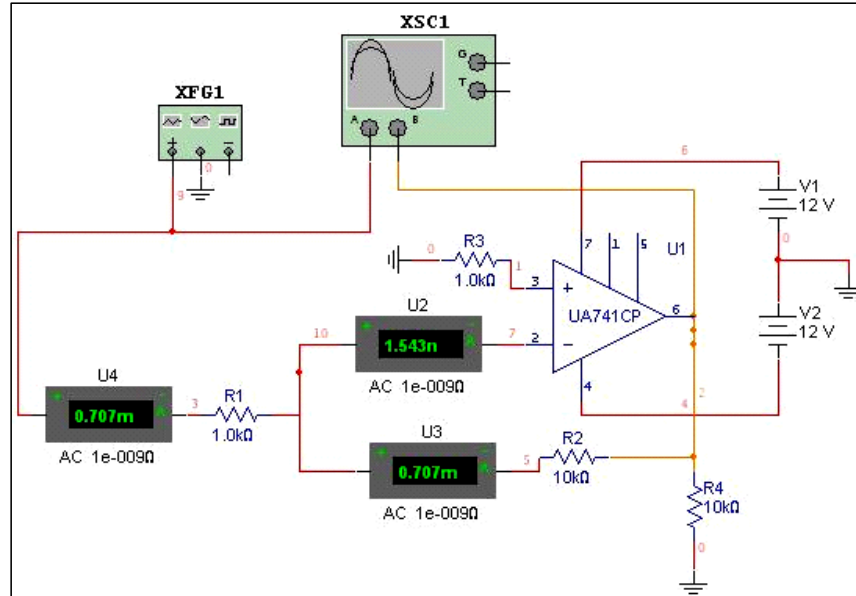 XSC1
G
T
A B
XFG1
+ −
9
0
6
V1
12 V
0
V2
12 V
R3
0
1
1.0kΩ
7 1 5
U1
3 +
UA741CP
6
2 −
4
U2
10
+ −
1.543n
A
7
AC 1e-009Ω
4
2
U4
+ −
0.707m
A
3
R1
1.0kΩ
AC 1e-009Ω
U3
+ −
0.707m
A
5
R2
10kΩ
AC 1e-009Ω
R4
10kΩ
0